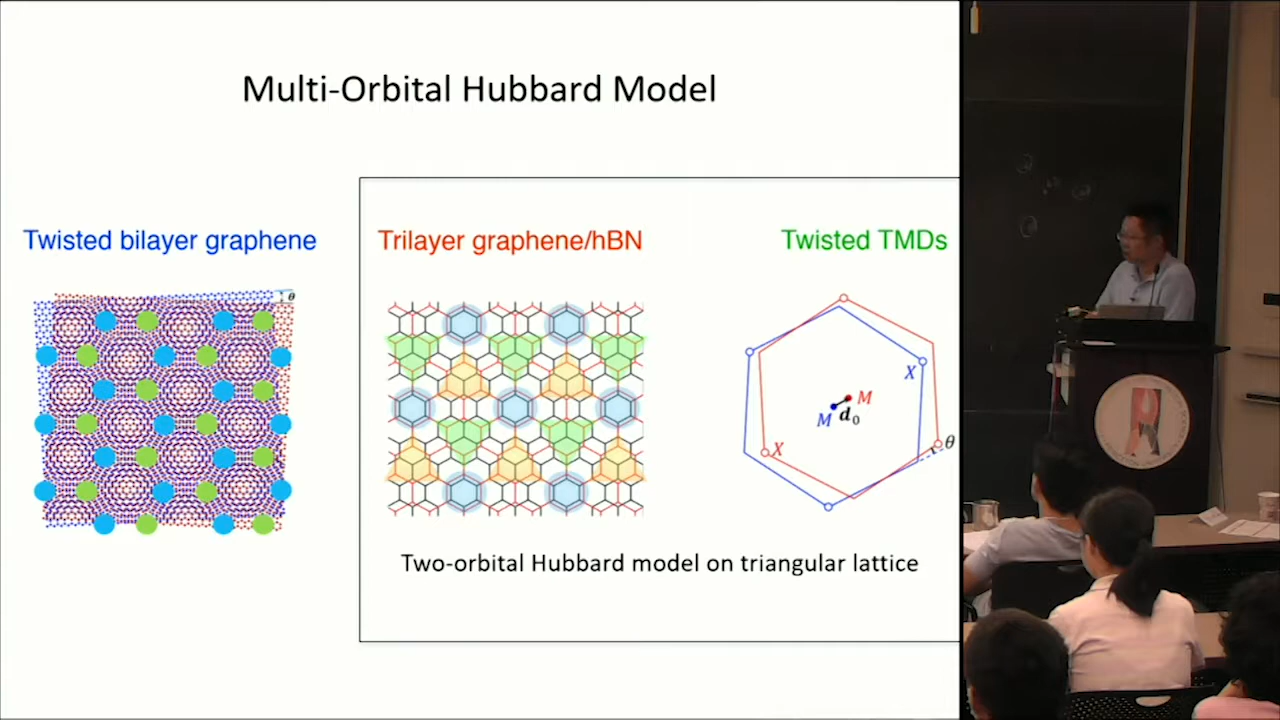 Multi-Orbital Hubbard Model
Twisted bilayer graphene
Trilayer graphene/hBN
Twisted TMDs
θ
X
M
M
d₀
X
θ
Two-orbital Hubbard model on triangular lattice